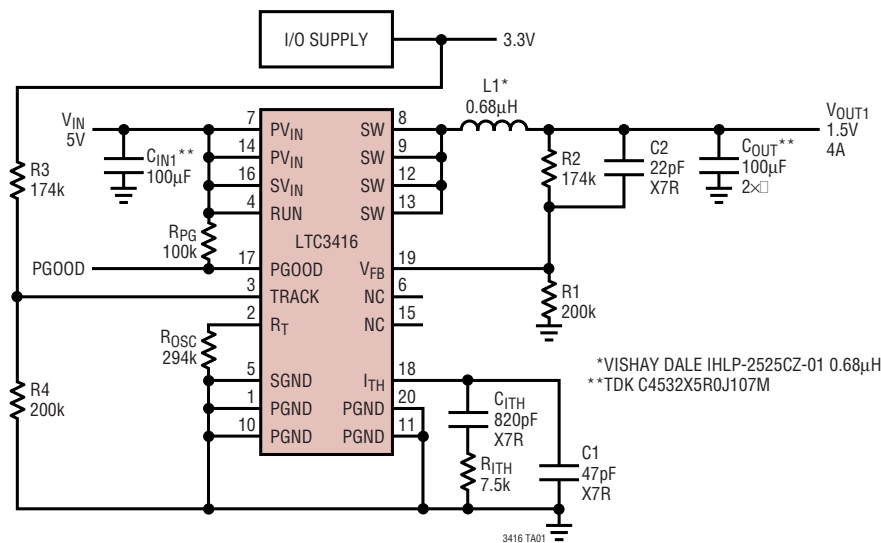 I/O SUPPLY
3.3V
L1*
0.68µH
VIN
5V
CIN1**
100µF
R3
174k
RPG
100k
PGOOD
7 PVIN SW 8
14 PVIN SW 9
16 SVIN SW 12
4 RUN SW 13
LTC3416
17 PGOOD VFB 19
3 TRACK NC 6
2 RT NC 15
5 SGND ITH 18
1 PGND PGND 20
10 PGND PGND 11
R2
174k
C2
22pF
X7R
COUT**
100µF
2×□
VOUT1
1.5V
4A
R1
200k
ROSC
294k
R4
200k
CITH
820pF
X7R
RITH
7.5k
C1
47pF
X7R
*VISHAY DALE IHLP-2525CZ-01 0.68µH
**TDK C4532X5R0J107M
3416 TA01